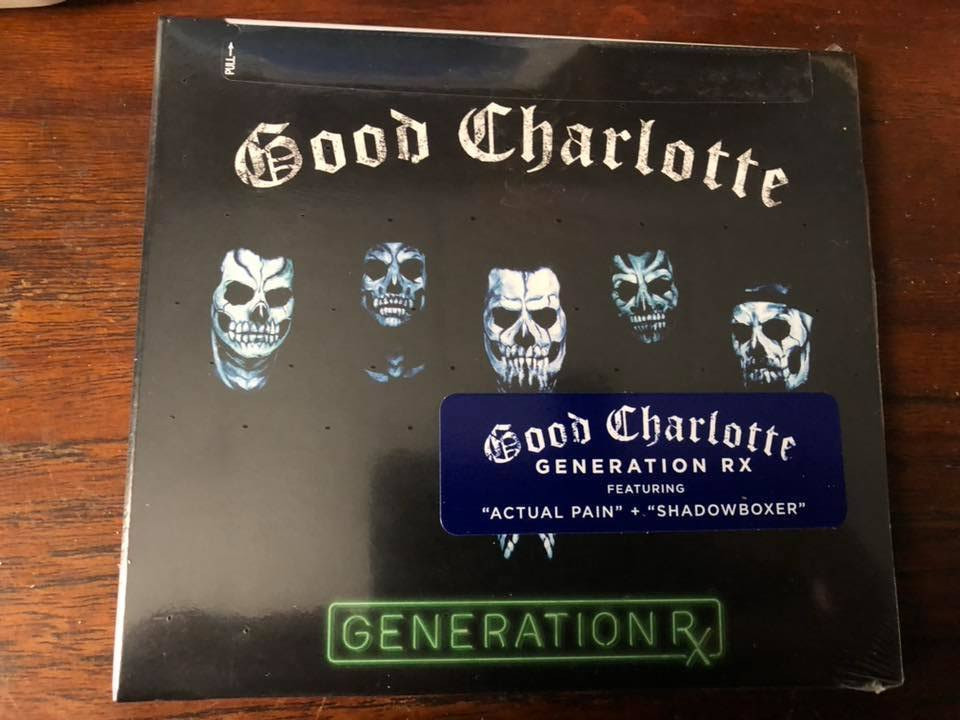 PULL→
Good Charlotte
Good Charlotte
GENERATION RX
FEATURING
“ACTUAL PAIN” + “SHADOWBOXER”
GENERATION Rx